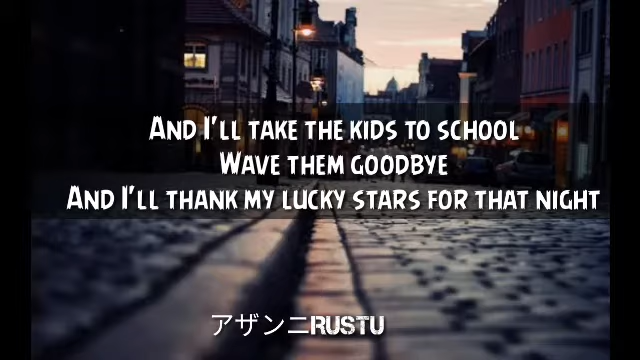 And I'll take the kids to school
Wave them goodbye
And I'll thank my lucky stars for that night
アザンニRUSTU